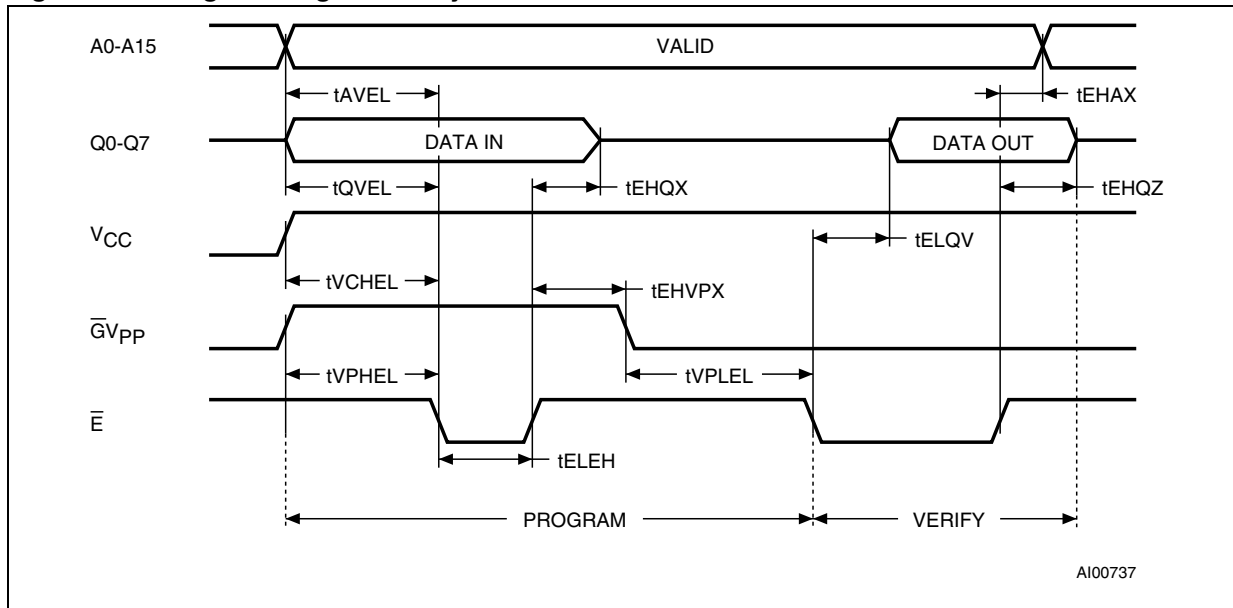 A0-A15
VALID
tAVEL
tEHAX
Q0-Q7
DATA IN
DATA OUT
tQVEL
tEHQX
tEHQZ
VCC
tELQV
tVCHEL
tEHVPX
G̅VPP
tVPHEL
tVPLEL
E̅
tELEH
PROGRAM
VERIFY
AI00737